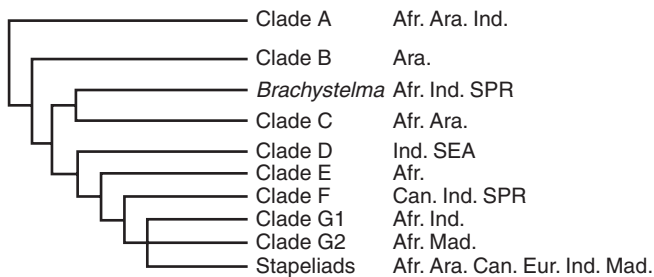 Clade A Afr. Ara. Ind.
Clade B Ara.
Brachystelma Afr. Ind. SPR
Clade C Afr. Ara.
Clade D Ind. SEA
Clade E Afr.
Clade F Can. Ind. SPR
Clade G1 Afr. Ind.
Clade G2 Afr. Mad.
Stapeliads Afr. Ara. Can. Eur. Ind. Mad.